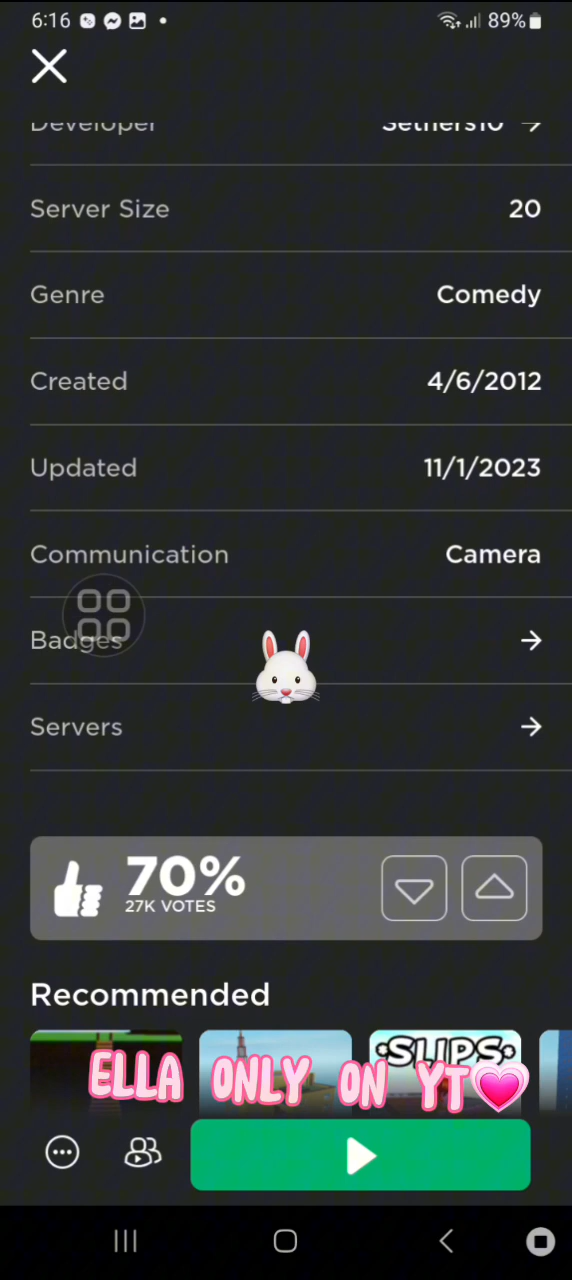 6:16 89%
Developer
Server Size 20
Genre Comedy
Created 4/6/2012
Updated 11/1/2023
Communication Camera
Badges
Servers
70%
27K VOTES
Recommended
SLIPS
ELLA ONLY ON YT